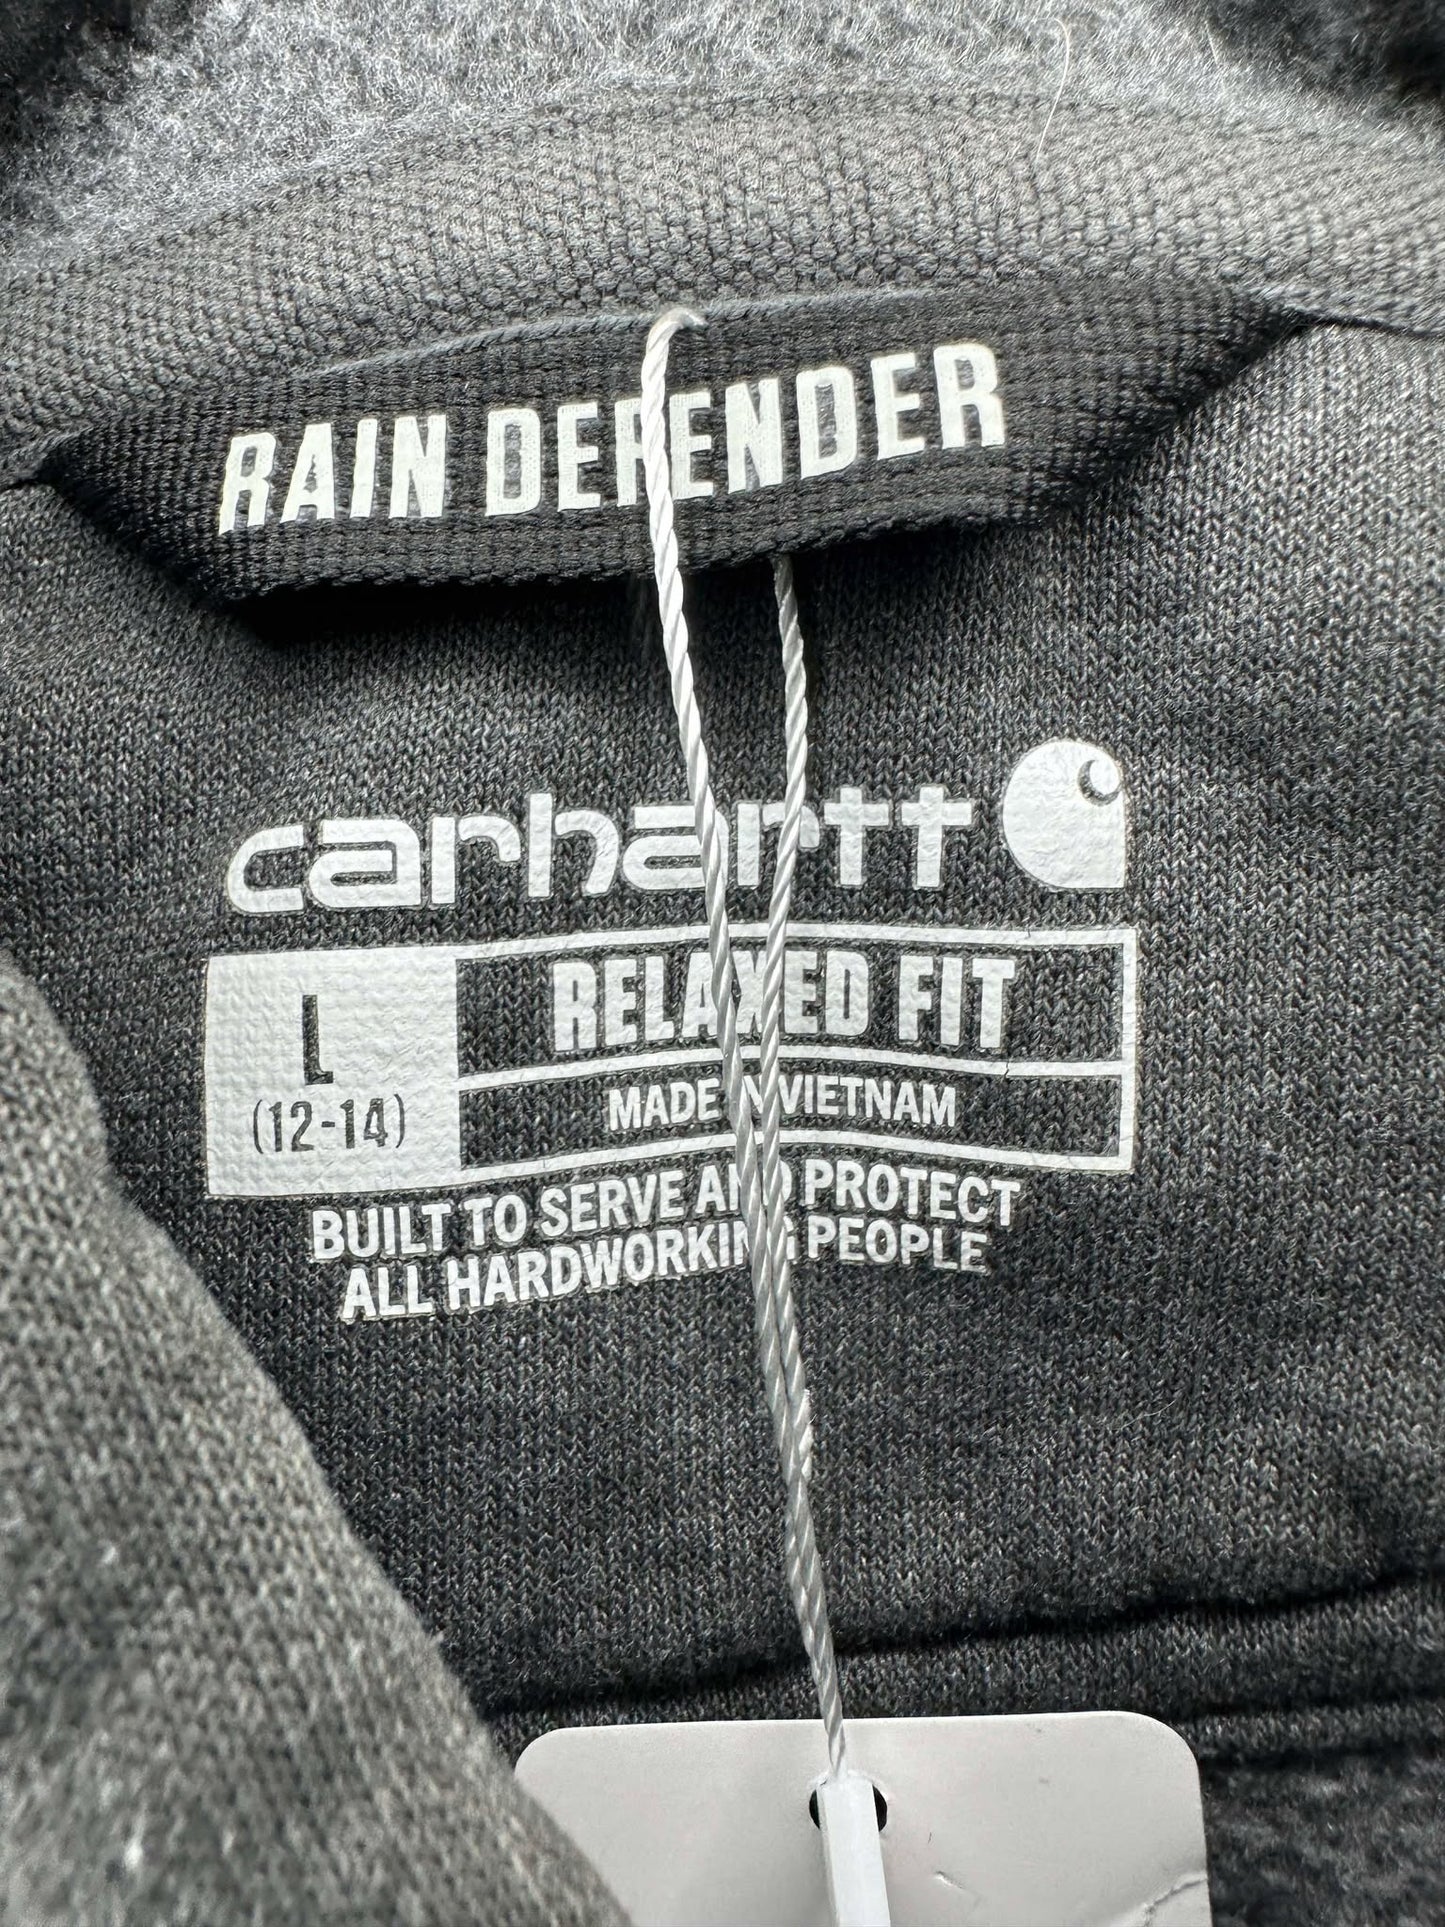 RAIN DEFENDER
carhartt
L
(12-14)
RELAXED FIT
MADE IN VIETNAM
BUILT TO SERVE AND PROTECT
ALL HARDWORKING PEOPLE